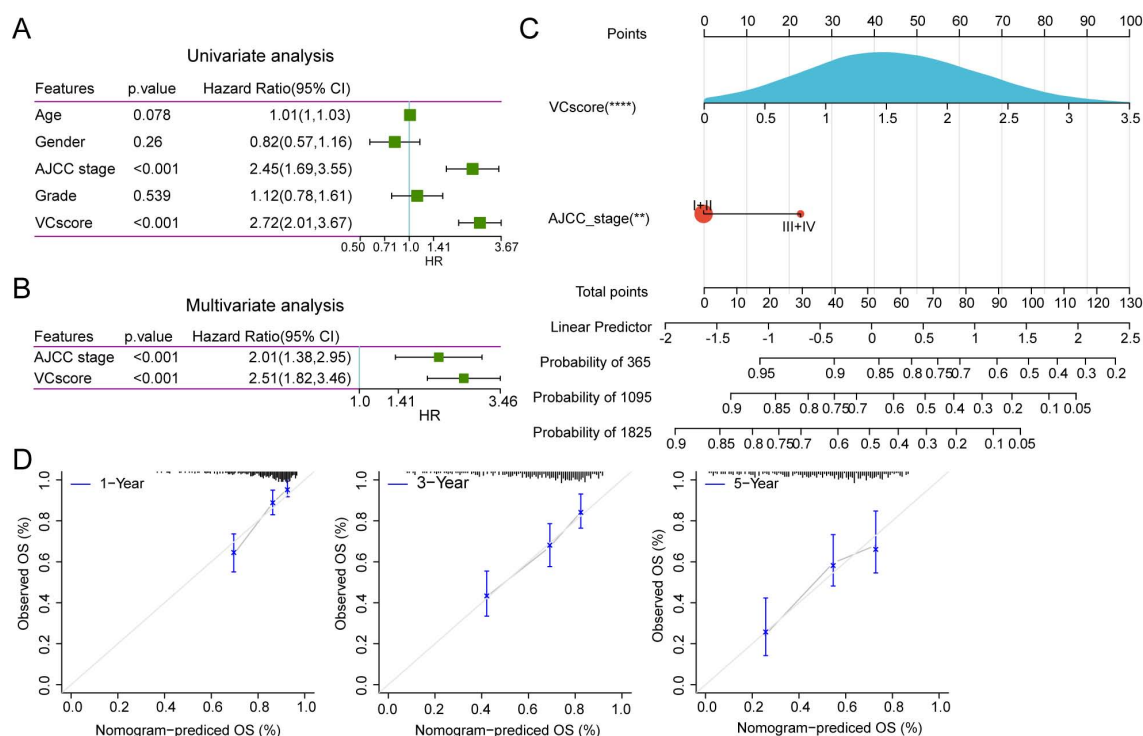 A
Univariate analysis
Features p.value Hazard Ratio(95% CI)
Age 0.078 1.01(1,1.03)
Gender 0.26 0.82(0.57,1.16)
AJCC stage <0.001 2.45(1.69,3.55)
Grade 0.539 1.12(0.78,1.61)
VCscore <0.001 2.72(2.01,3.67)
0.50 0.71 1.0 1.41 3.67
HR
B
Multivariate analysis
Features p.value Hazard Ratio(95% CI)
AJCC stage <0.001 2.01(1.38,2.95)
VCscore <0.001 2.51(1.82,3.46)
1.0 1.41 3.46
HR
C
Points 0 10 20 30 40 50 60 70 80 90 100
VCscore(****)
0 0.5 1 1.5 2 2.5 3 3.5
I+II
AJCC_stage(**)
III+IV
Total points
0 10 20 30 40 50 60 70 80 90 100 110 120 130
Linear Predictor
-2 -1.5 -1 -0.5 0 0.5 1 1.5 2 2.5
Probability of 365
0.95 0.9 0.85 0.8 0.75 0.7 0.6 0.5 0.4 0.3 0.2
Probability of 1095
0.9 0.85 0.8 0.75 0.7 0.6 0.5 0.4 0.3 0.2 0.1 0.05
Probability of 1825
0.9 0.85 0.8 0.75 0.7 0.6 0.5 0.4 0.3 0.2 0.1 0.05
D
1-Year
Observed OS (%)
1.0
0.8
0.6
0.4
0.2
0.0
0.0 0.2 0.4 0.6 0.8 1.0
Nomogram-prediced OS (%)
3-Year
Observed OS (%)
1.0
0.8
0.6
0.4
0.2
0.0
0.0 0.2 0.4 0.6 0.8 1.0
Nomogram-prediced OS (%)
5-Year
Observed OS (%)
1.0
0.8
0.6
0.4
0.2
0.0
0.0 0.2 0.4 0.6 0.8 1.0
Nomogram-prediced OS (%)